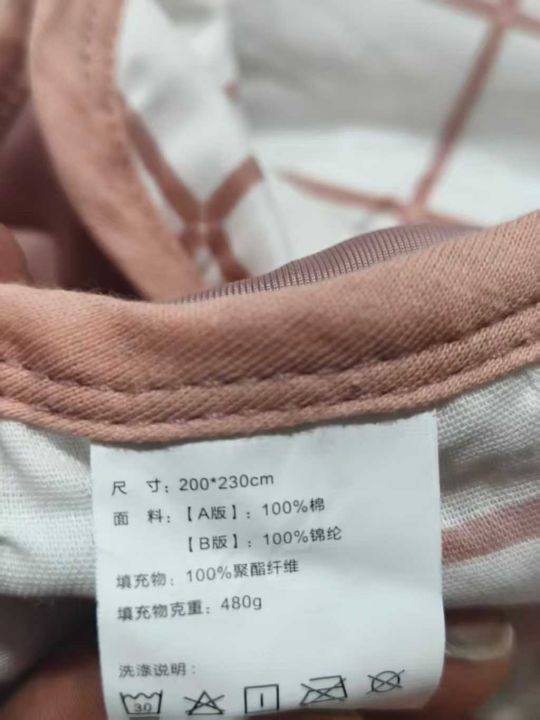 尺 寸：200*230cm
面 料：【A版】：100%棉
【B版】：100%锦纶
填充物：100%聚酯纤维
填充物克重：480g
洗涤说明：
30